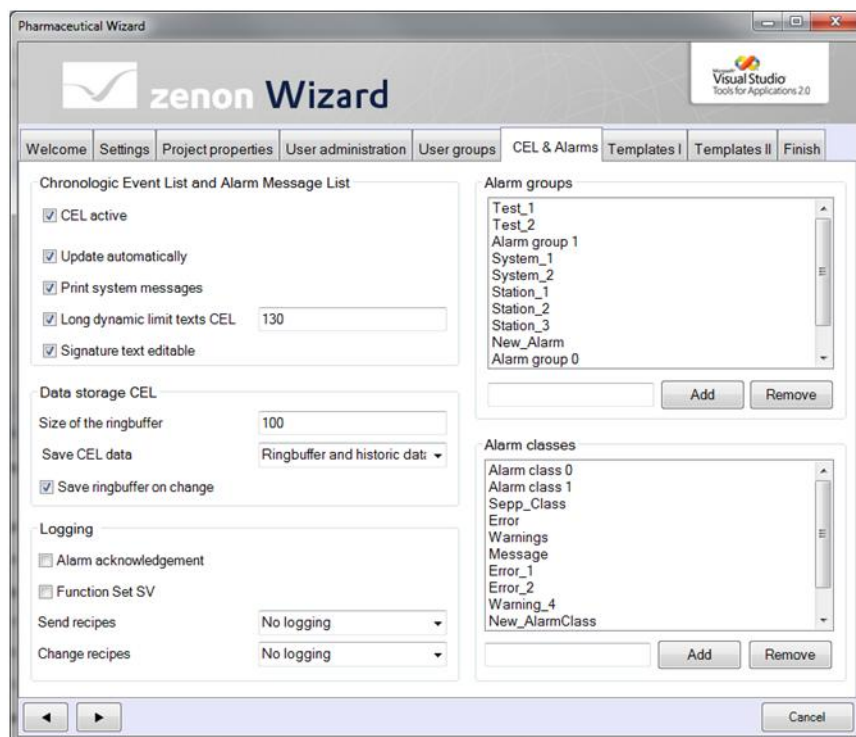 Pharmaceutical Wizard
zenon Wizard
Microsoft
Visual Studio
Tools for Applications 2.0
Welcome Settings Project properties User administration User groups CEL & Alarms Templates I Templates II Finish
Chronologic Event List and Alarm Message List
CEL active
Update automatically
Print system messages
Long dynamic limit texts CEL 130
Signature text editable
Data storage CEL
Size of the ringbuffer 100
Save CEL data Ringbuffer and historic data
Save ringbuffer on change
Logging
Alarm acknowledgement
Function Set SV
Send recipes No logging
Change recipes No logging
Alarm groups
Test_1
Test_2
Alarm group 1
System_1
System_2
Station_1
Station_2
Station_3
New_Alarm
Alarm group 0
Add Remove
Alarm classes
Alarm class 0
Alarm class 1
Sepp_Class
Error
Warnings
Message
Error_1
Error_2
Warning_4
New_AlarmClass
Add Remove
Cancel